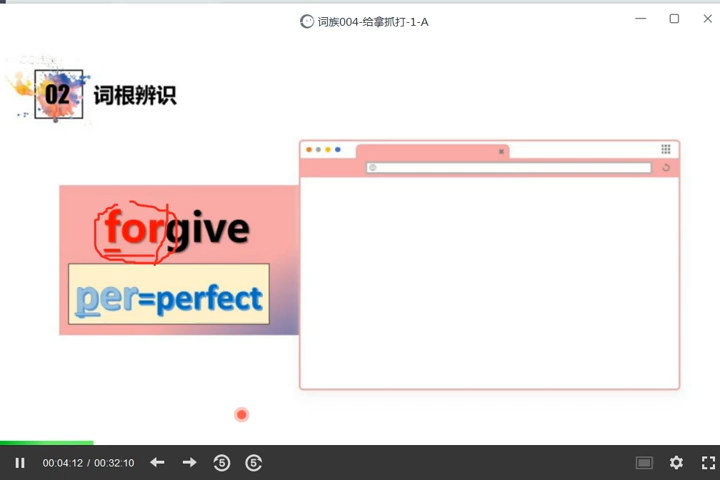 词族004-给拿抓打-1-A
02 词根辨识
forgive
per=perfect
00:04:12 / 00:32:10
5 5